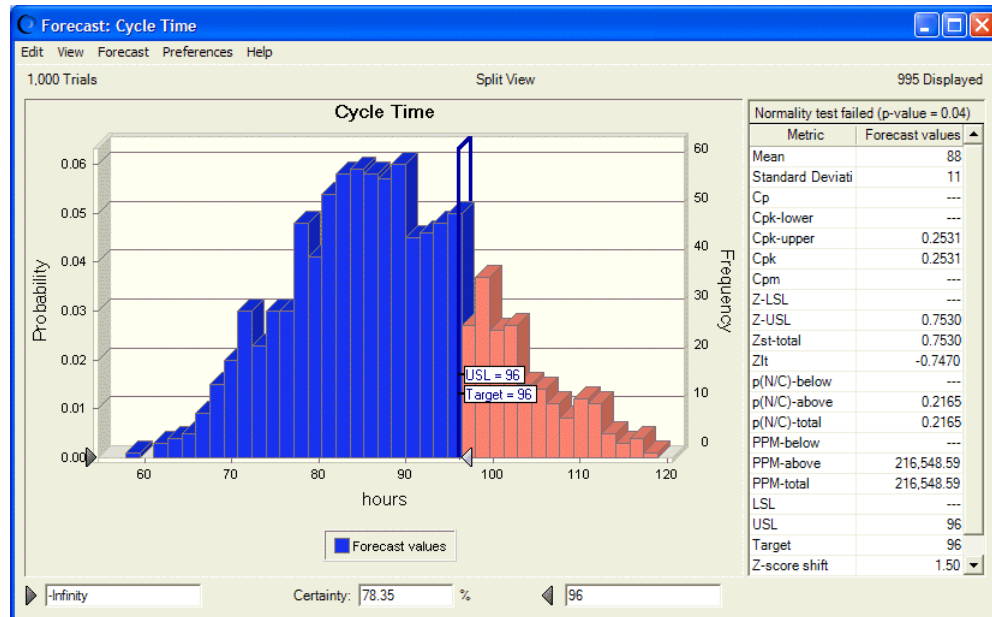 Forecast: Cycle Time
Edit View Forecast Preferences Help
1,000 Trials Split View 995 Displayed
Cycle Time
Probability
0.06
0.05
0.04
0.03
0.02
0.01
0.00
60 70 80 90 100 110 120
hours
Frequency
60
50
40
30
20
10
0
USL = 96
Target = 96
Forecast values
Normality test failed (p-value = 0.04)
Metric Forecast values
Mean 88
Standard Deviati 11
Cp ---
Cpk-lower ---
Cpk-upper 0.2531
Cpk 0.2531
Cpm ---
Z-LSL ---
Z-USL 0.7530
Zst-total 0.7530
Zlt -0.7470
p(N/C)-below ---
p(N/C)-above 0.2165
p(N/C)-total 0.2165
PPM-below ---
PPM-above 216,548.59
PPM-total 216,548.59
LSL ---
USL 96
Target 96
Z-score shift 1.50
-Infinity Certainty: 78.35 % 96